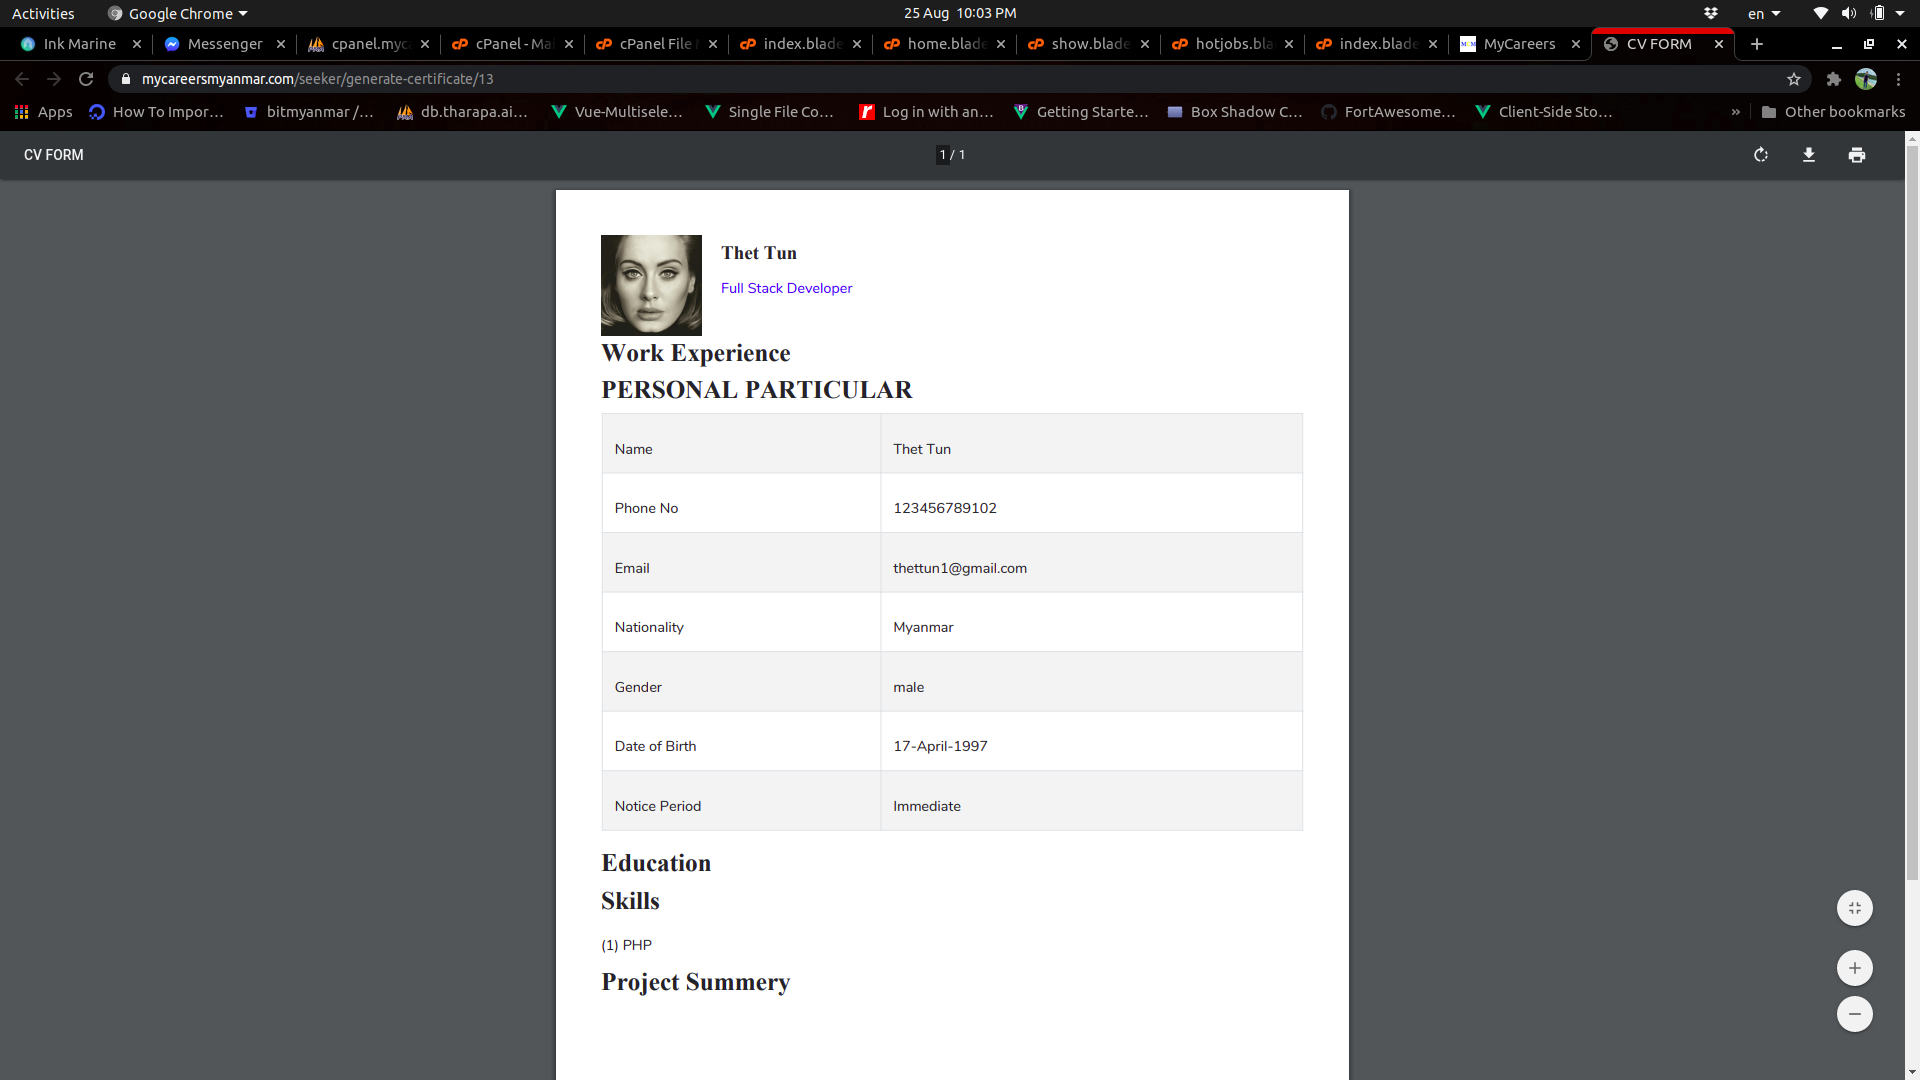 Activities Google Chrome 25 Aug 10:03 PM en
Ink Marine Messenger cpanel.myc cPanel - Mai cPanel File index.blade home.blade show.blade hotjobs.bla index.blade MyCareers CV FORM
mycareersmyanmar.com/seeker/generate-certificate/13
Apps How To Impor... bitmyanmar /... db.tharapa.ai... Vue-Multisele... Single File Co... Log in with an... Getting Starte... Box Shadow C... FortAwesome... Client-Side Sto... » Other bookmarks
CV FORM 1 / 1
Thet Tun
Full Stack Developer
Work Experience
PERSONAL PARTICULAR
Name Thet Tun
Phone No 123456789102
Email thettun1@gmail.com
Nationality Myanmar
Gender male
Date of Birth 17-April-1997
Notice Period Immediate
Education
Skills
(1) PHP
Project Summery